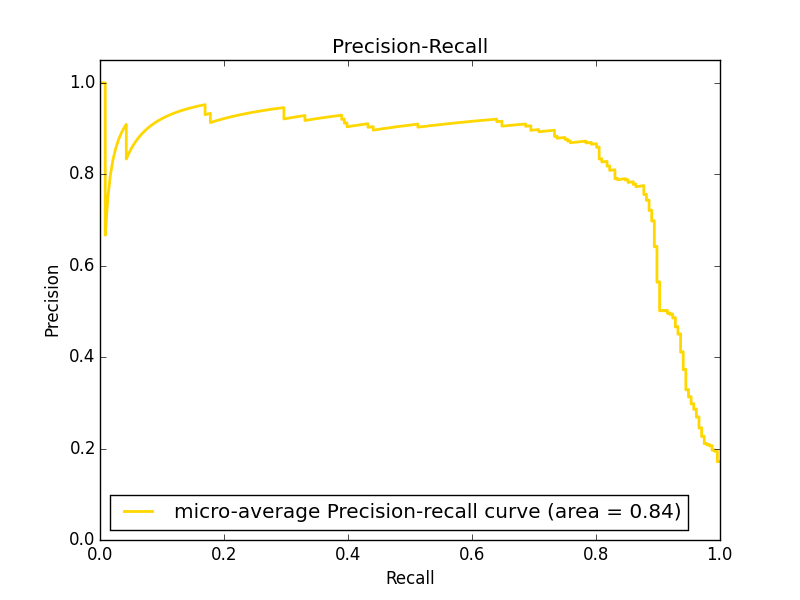 Precision-Recall
1.0
0.8
0.6
0.4
0.2
0.0
Precision
micro-average Precision-recall curve (area = 0.84)
0.0 0.2 0.4 0.6 0.8 1.0
Recall